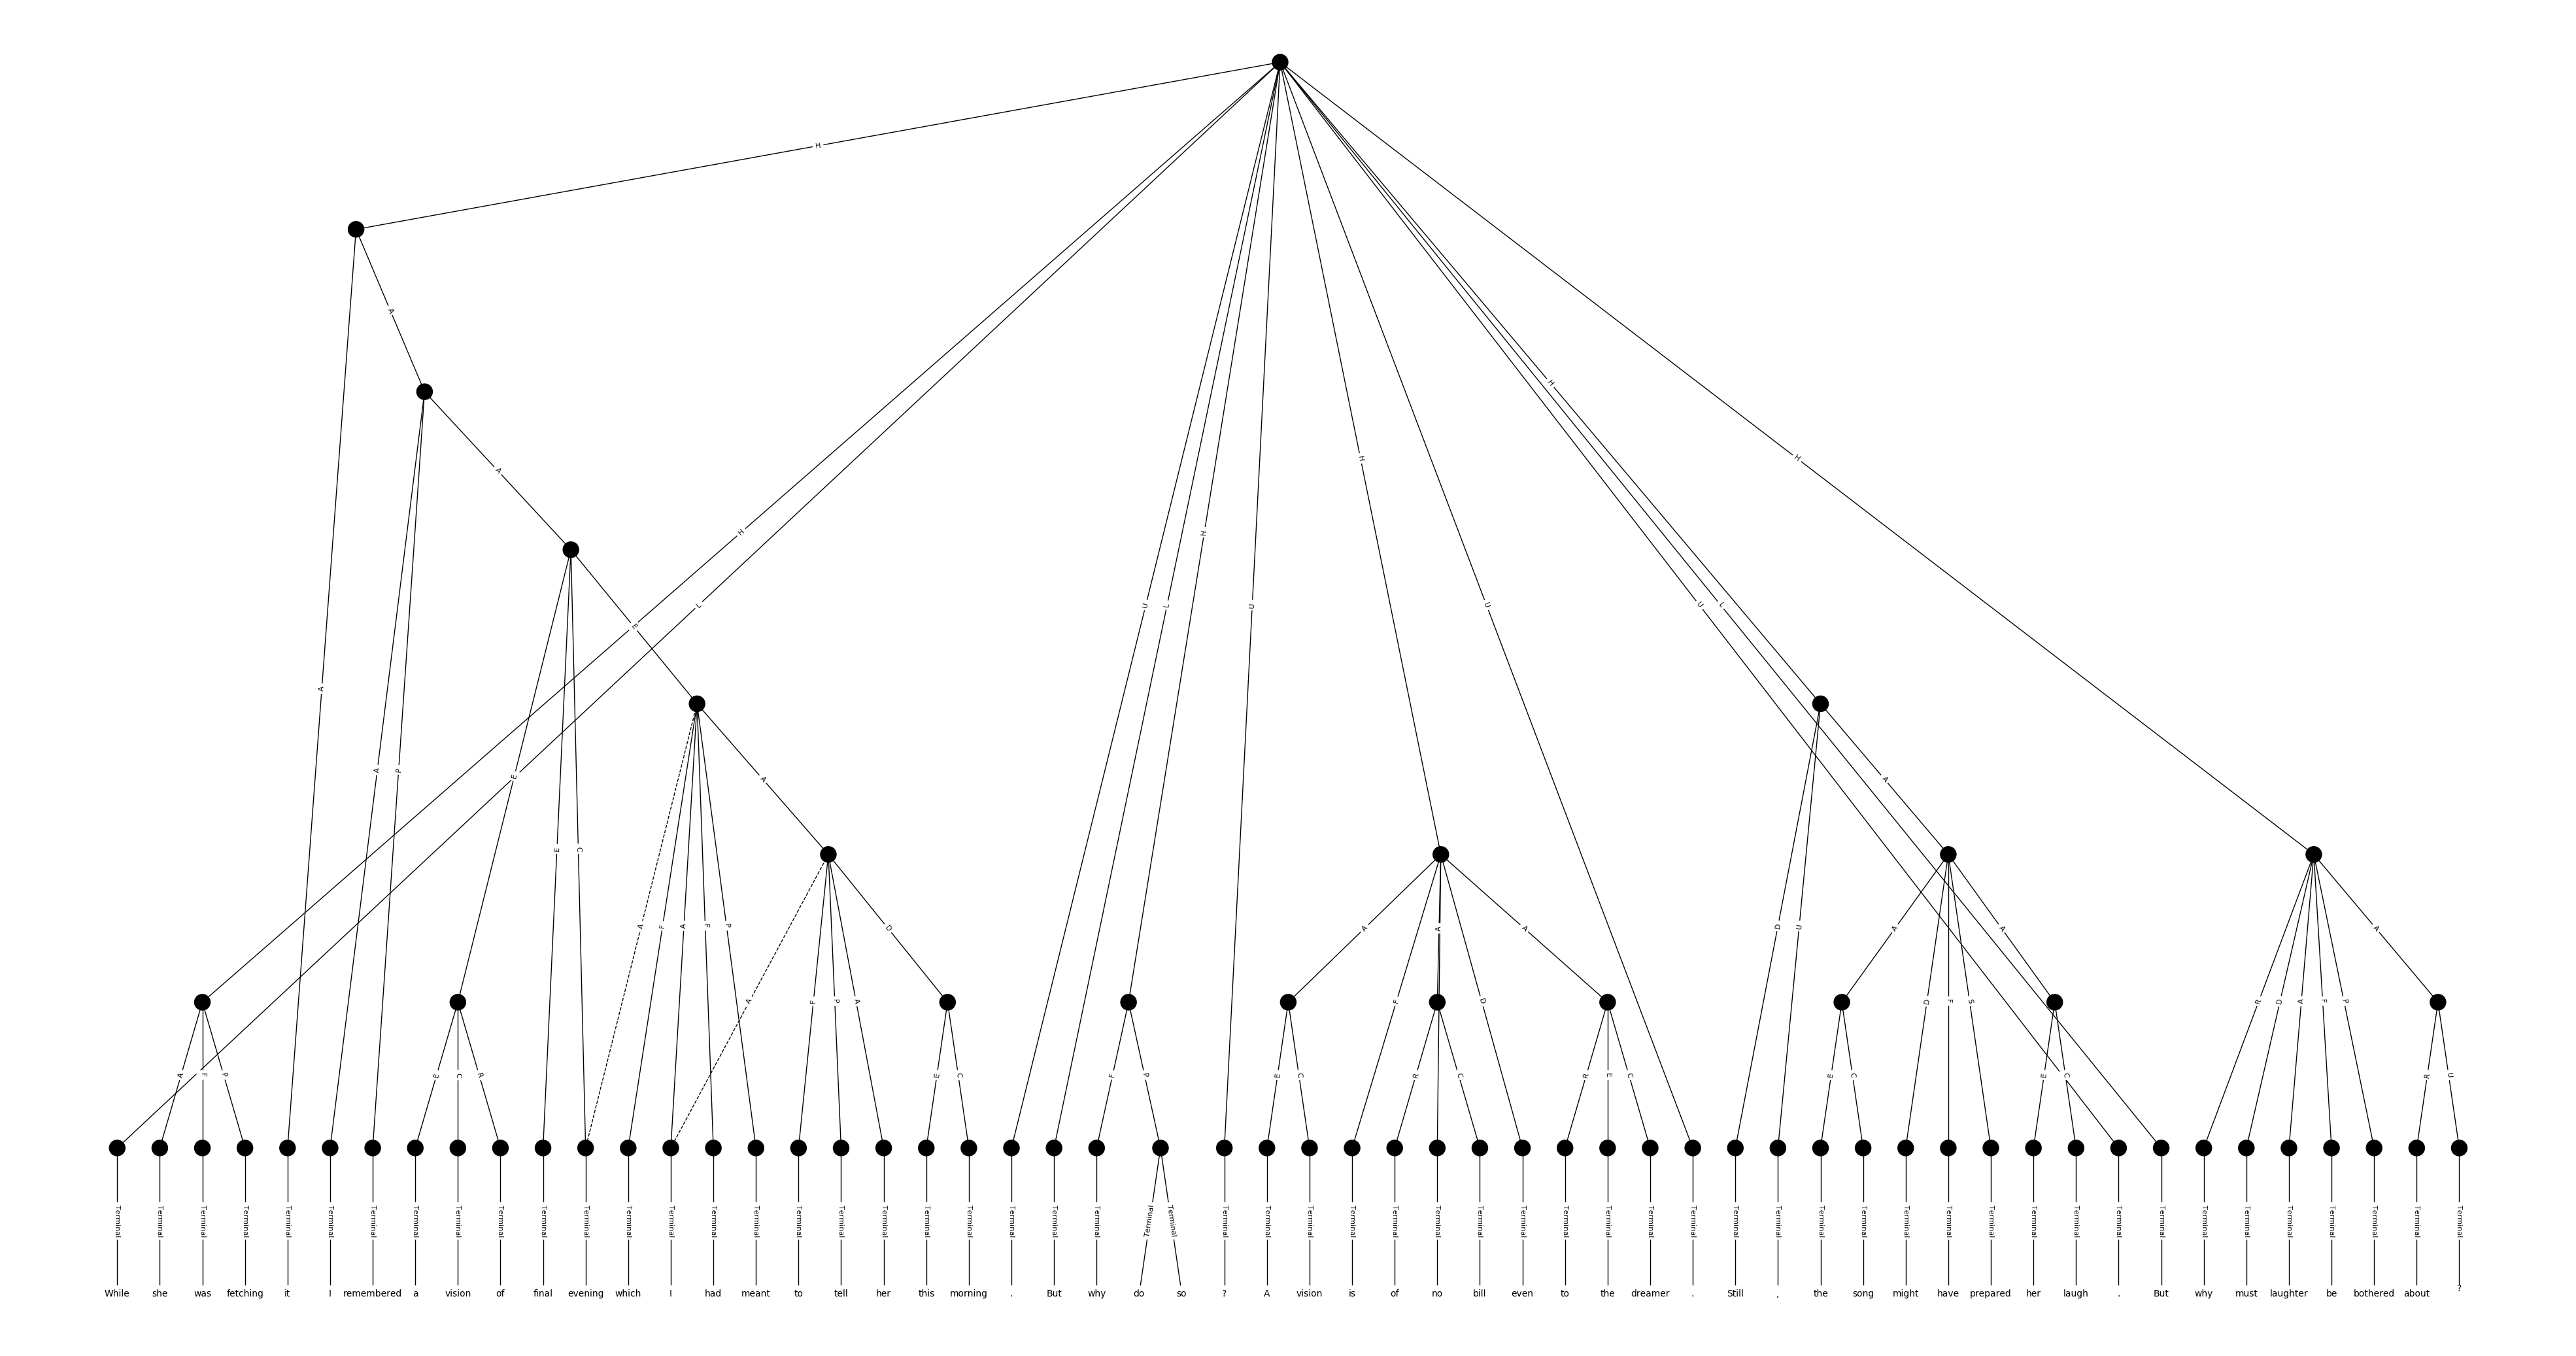 H
A
H
A
A
H
H
L
E
H
U
L
U
U
U
L
H
A
A P
E
A
A
E C
A F A F P
D
A
F A D A
D U
A
A
A
F P A
F
D
D F S
R D A F P
A F P
E C R
E C
F P
E C
R C
R E C
E C
E C
R U
Terminal Terminal Terminal Terminal Terminal Terminal Terminal Terminal Terminal Terminal Terminal Terminal Terminal Terminal Terminal Terminal Terminal Terminal Terminal Terminal Terminal Terminal Terminal Terminal Terminal Terminal Terminal Terminal Terminal Terminal Terminal Terminal Terminal Terminal Terminal Terminal Terminal Terminal Terminal Terminal Terminal Terminal Terminal Terminal Terminal Terminal Terminal Terminal Terminal Terminal Terminal Terminal Terminal Terminal Terminal Terminal
While she was fetching it I remembered a vision of final evening which I had meant to tell her this morning . But why do so ? A vision is of no bill even to the dreamer . Still , the song might have prepared her laugh . But why must laughter be bothered about ?